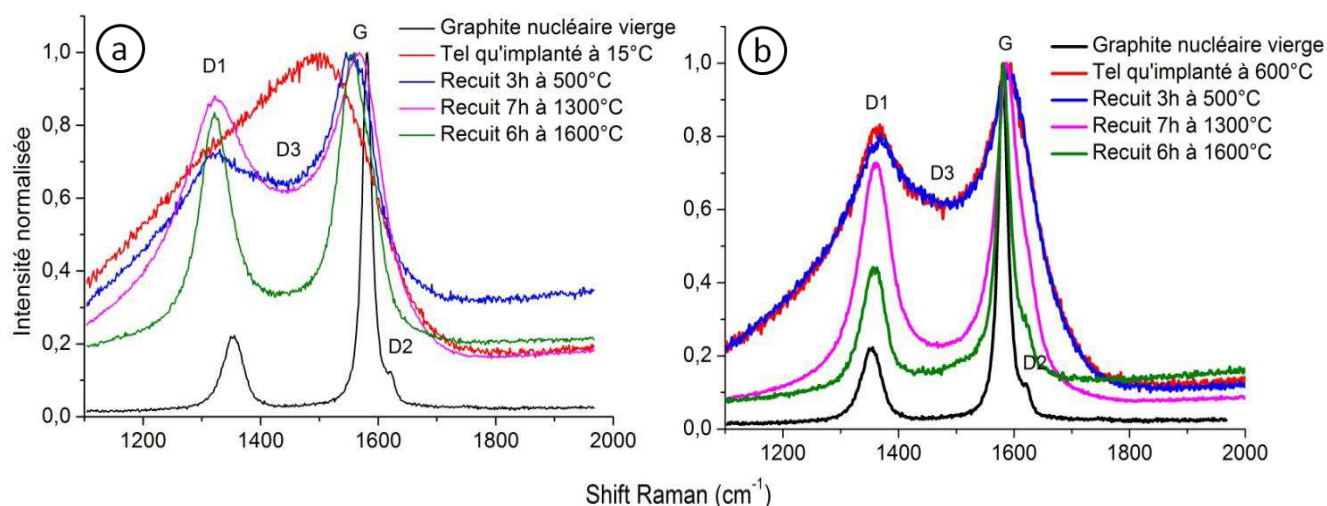 a
1,0
0,8
0,6
0,4
0,2
0,0
Intensité normalisée
D1
D3
G
D2
Graphite nucléaire vierge
Tel qu'implanté à 15°C
Recuit 3h à 500°C
Recuit 7h à 1300°C
Recuit 6h à 1600°C
1200
1400
1600
1800
2000
b
1,0
0,8
0,6
0,4
0,2
0,0
D1
D3
G
D2
Graphite nucléaire vierge
Tel qu'implanté à 600°C
Recuit 3h à 500°C
Recuit 7h à 1300°C
Recuit 6h à 1600°C
1200
1400
1600
1800
2000
Shift Raman (cm⁻¹)